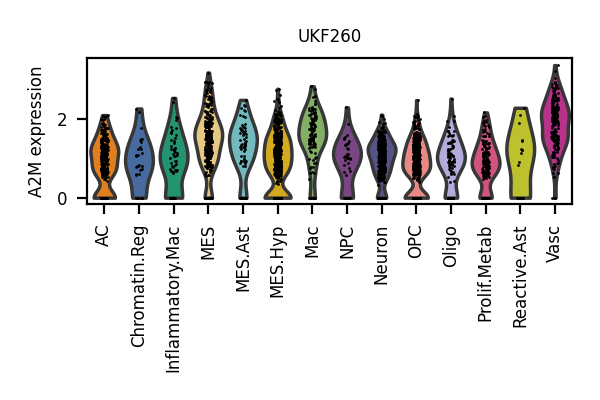 UKF260
A2M expression
2
0
AC
Chromatin.Reg
Inflammatory.Mac
MES
MES.Ast
MES.Hyp
Mac
NPC
Neuron
OPC
Oligo
Prolif.Metab
Reactive.Ast
Vasc